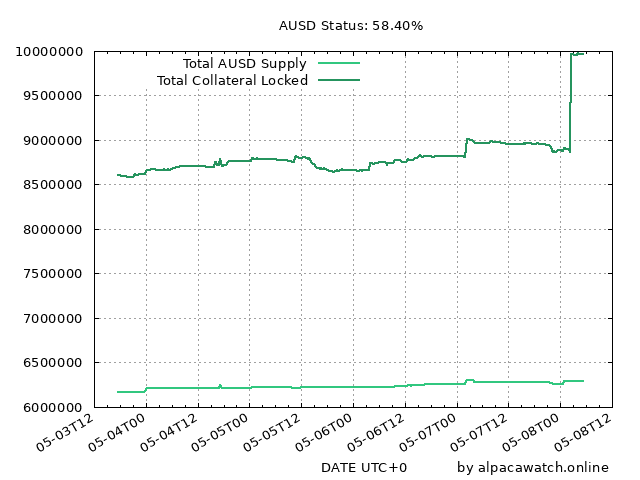 AUSD Status: 58.40%
Total AUSD Supply
Total Collateral Locked
10000000
9500000
9000000
8500000
8000000
7500000
7000000
6500000
6000000
05-03T12
05-04T00
05-04T12
05-05T00
05-05T12
05-06T00
05-06T12
05-07T00
05-07T12
05-08T00
05-08T12
DATE UTC+0
by alpacawatch.online